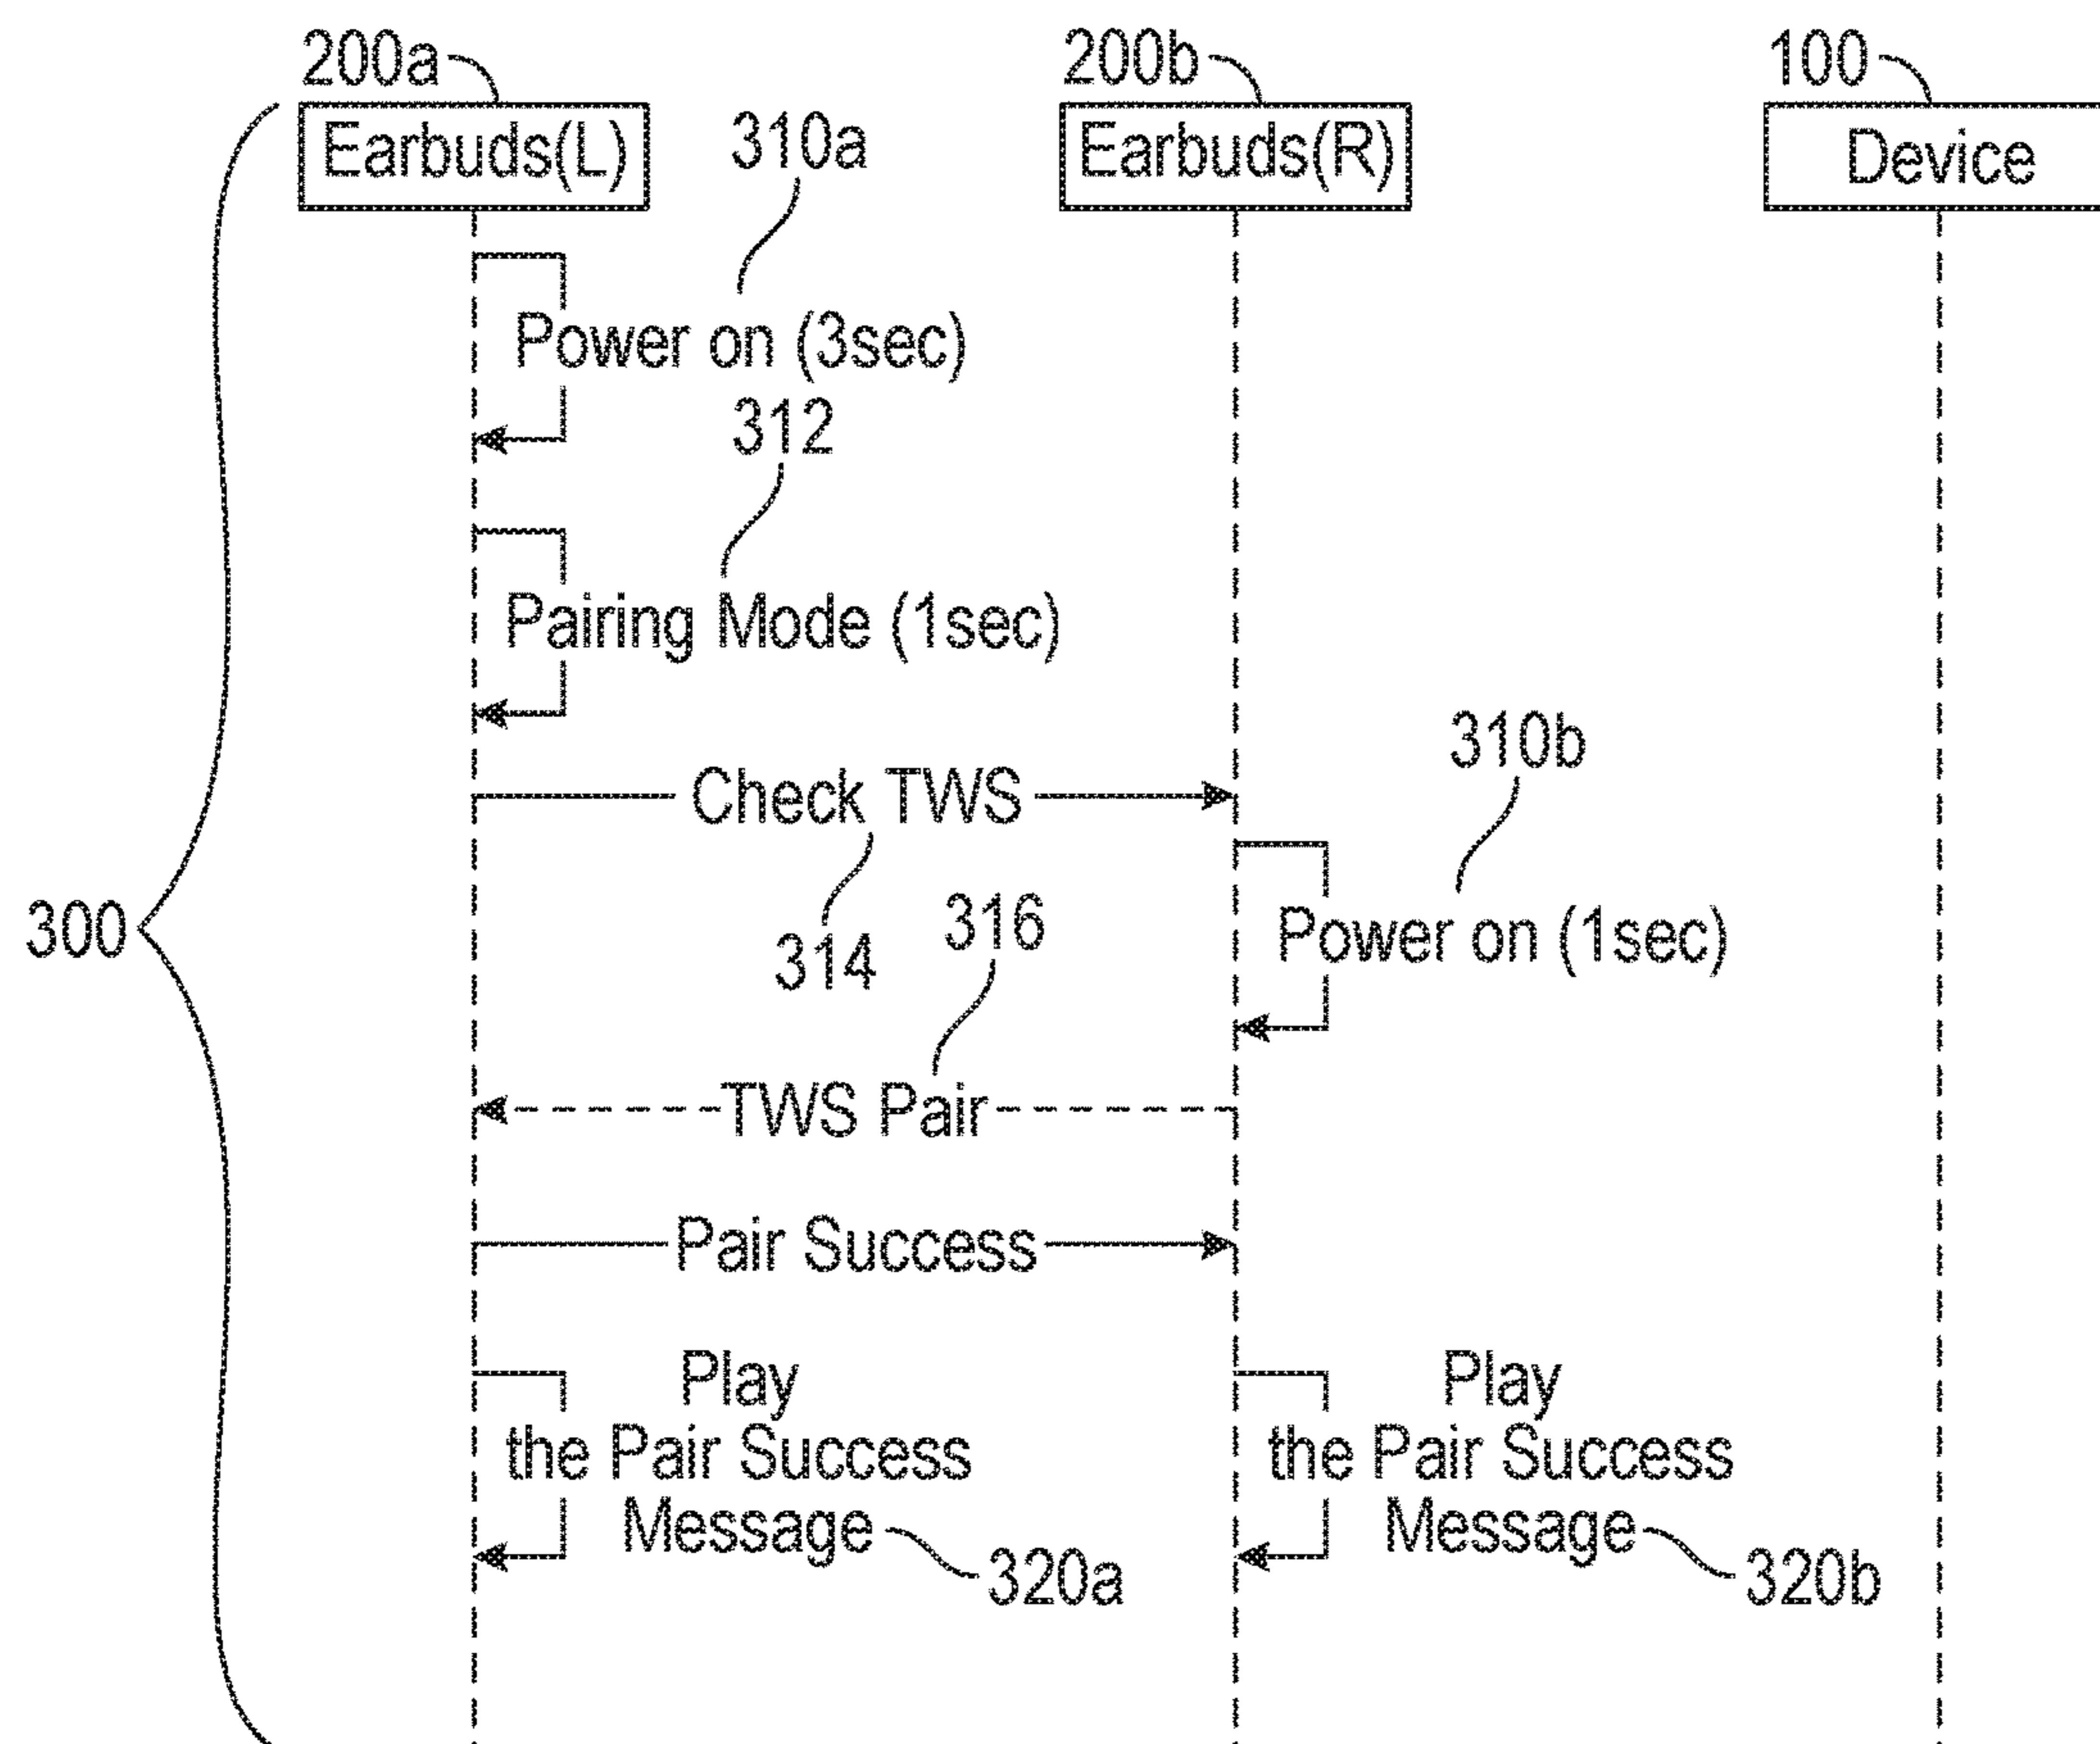 200a
200b
100
Earbuds(L)
310a
Earbuds(R)
Device
Power on (3sec)
312
Pairing Mode (1sec)
310b
Check TWS
316
300
314
Power on (1sec)
TWS Pair
Pair Success
Play
the Pair Success
Message
320a
Play
the Pair Success
Message
320b